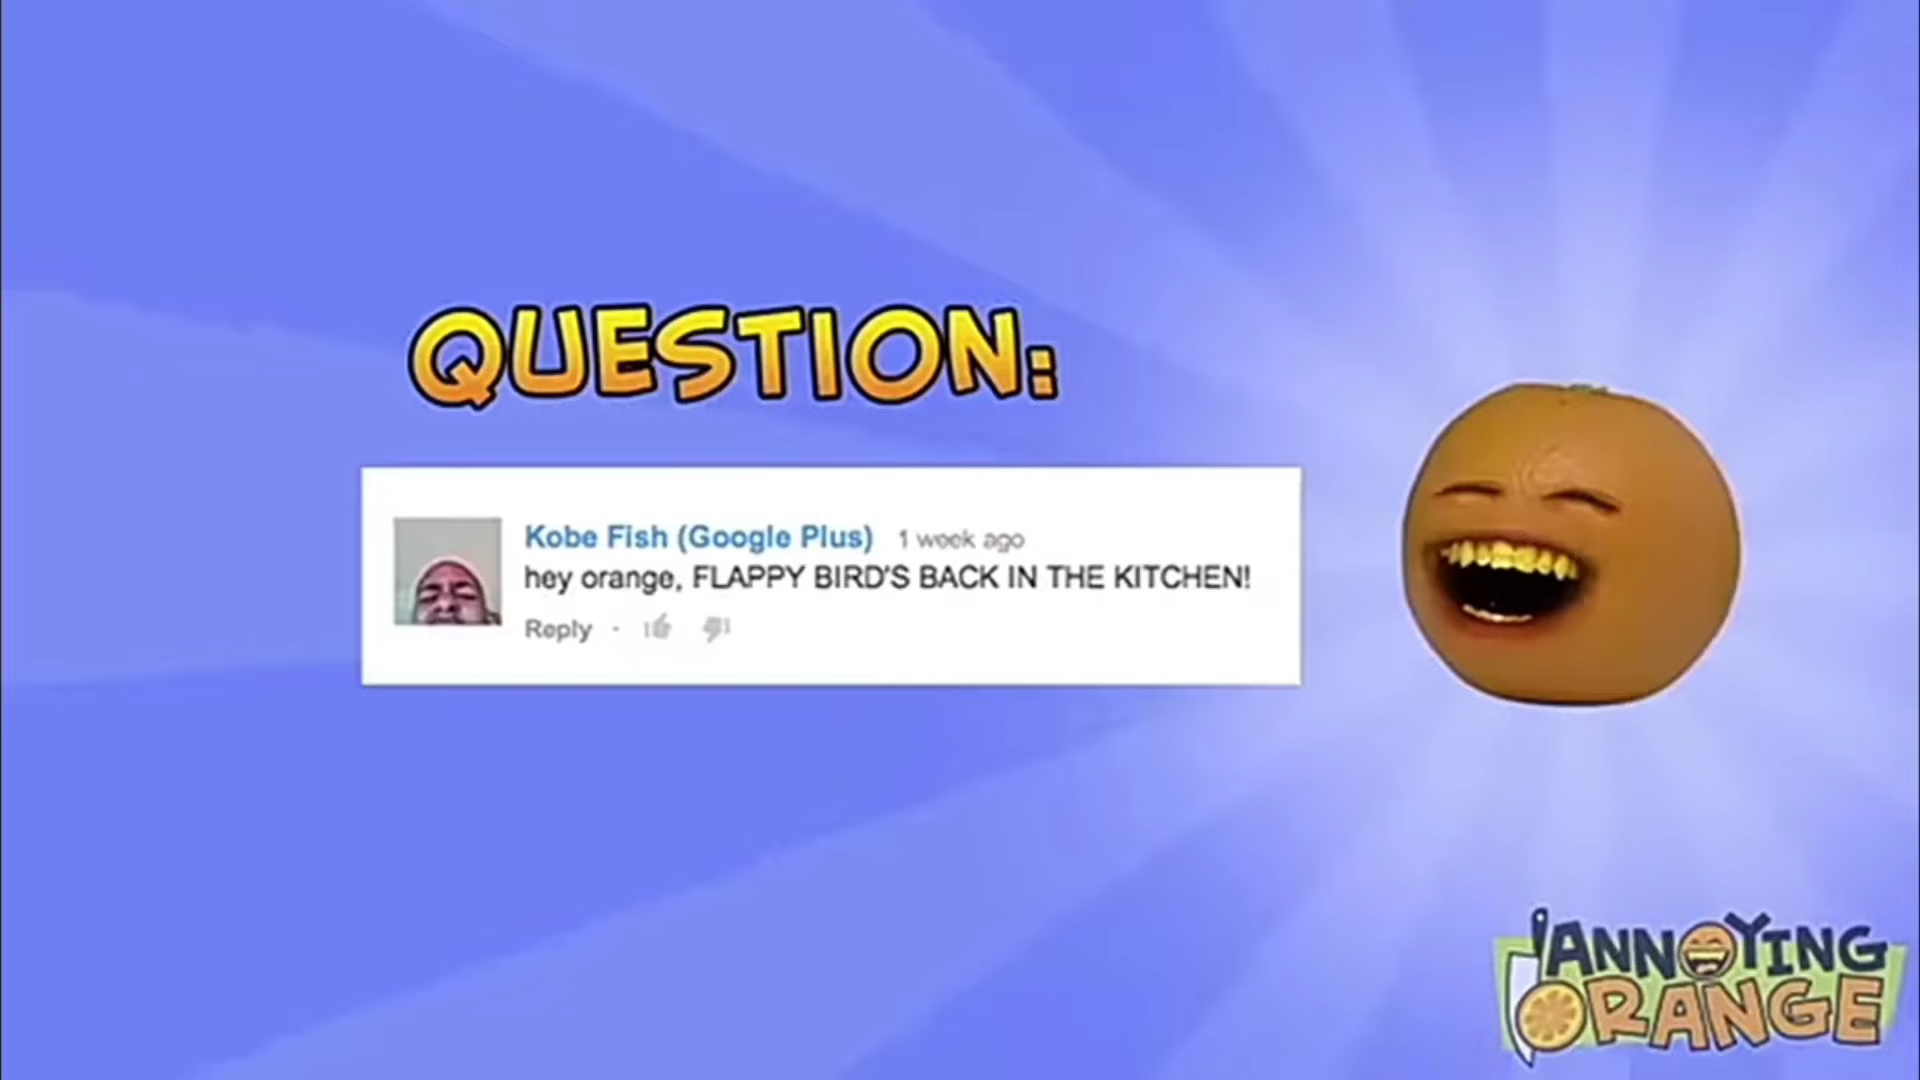 QUESTION:
Kobe Fish (Google Plus) 1 week ago
hey orange, FLAPPY BIRD'S BACK IN THE KITCHEN!
Reply ·
ANNOYING
ORANGE